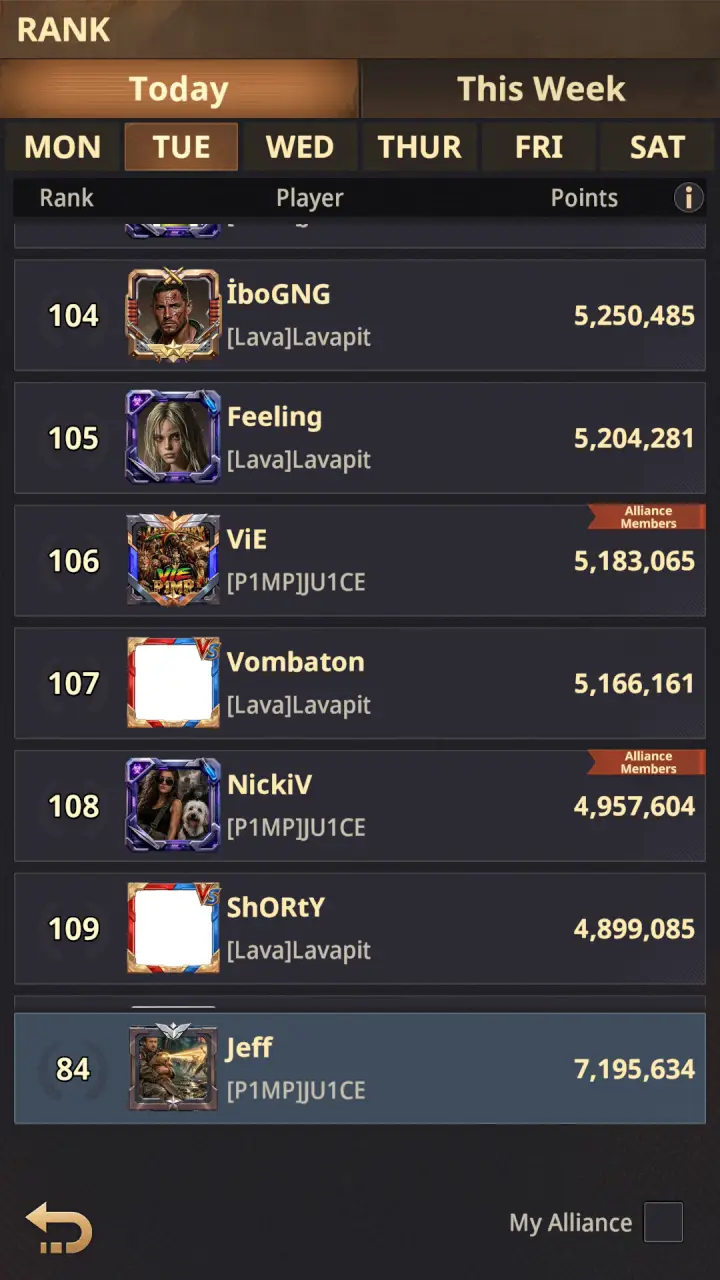 RANK
Today
This Week
MON
TUE
WED
THUR
FRI
SAT
Rank
Player
Points
104
İboGNG
[Lava]Lavapit
5,250,485
105
Feeling
[Lava]Lavapit
5,204,281
106
ViE
[P1MP]JU1CE
Alliance
Members
5,183,065
107
Vombaton
[Lava]Lavapit
5,166,161
108
NickiV
[P1MP]JU1CE
Alliance
Members
4,957,604
109
ShORtY
[Lava]Lavapit
4,899,085
84
Jeff
[P1MP]JU1CE
7,195,634
My Alliance